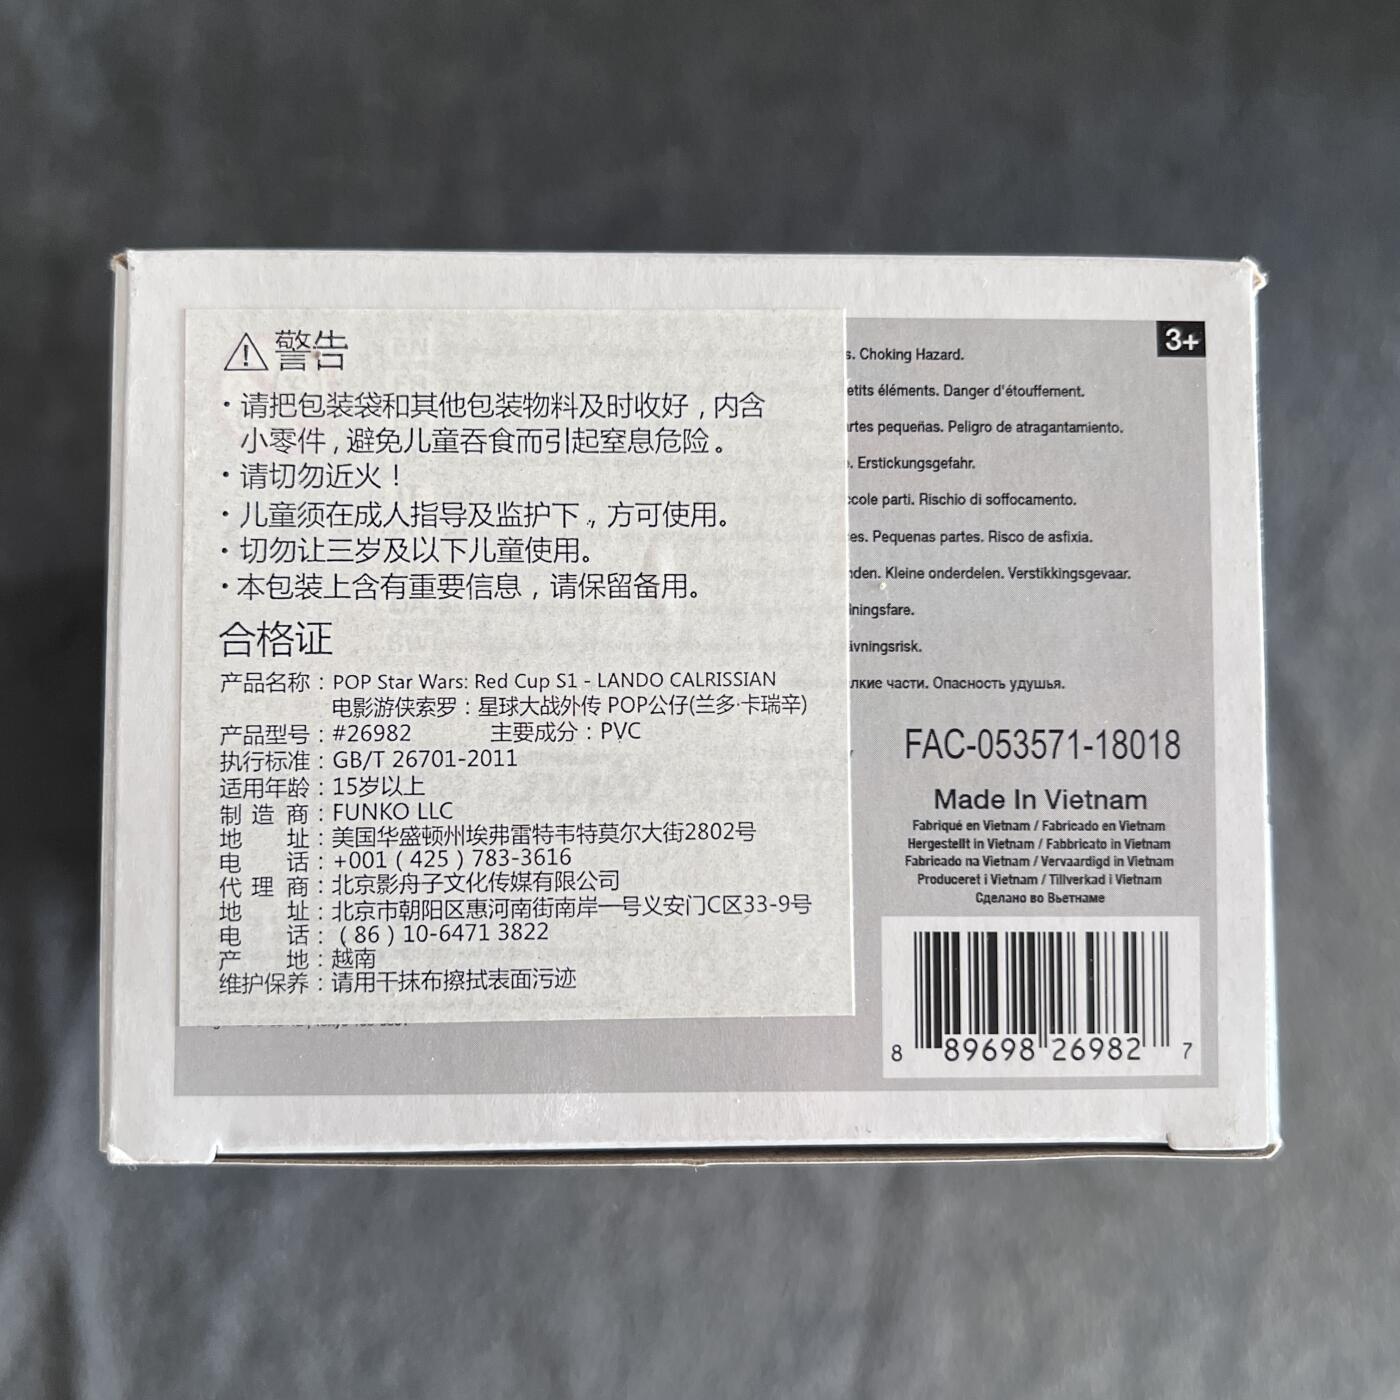 警告
·请把包装袋和其他包装物料及时收好，内含
小零件，避免儿童吞食而引起窒息危险。
·请切勿近火！
·儿童须在成人指导及监护下，方可使用。
·切勿让三岁及以下儿童使用。
·本包装上含有重要信息，请保留备用。
合格证
产品名称：POP Star Wars: Red Cup S1 - LANDO CALRISSIAN
电影游侠索罗：星球大战外传 POP公仔(兰多·卡瑞辛)
产品型号：#26982 主要成分：PVC
执行标准：GB/T 26701-2011
适用年龄：15岁以上
制造商：FUNKO LLC
地址：美国华盛顿州埃弗雷特韦特莫尔大街2802号
电话：+001（425）783-3616
代理商：北京影舟子文化传媒有限公司
地址：北京市朝阳区惠河南街南岸一号义安门C区33-9号
电话：（86）10-6471 3822
产地：越南
维护保养：请用干抹布擦拭表面污迹
3+
Choking Hazard.
éléments. Danger d'étouffement.
pequeñas. Peligro de atragantamiento.
Erstickungsgefahr.
parti. Rischio di soffocamento.
Pequenas partes. Risco de asfixia.
Kleine onderdelen. Verstikkingsgevaar.
части. Опасность удушья.
FAC-053571-18018
Made In Vietnam
Fabriqué en Vietnam / Fabricado en Vietnam
Hergestellt in Vietnam / Fabbricato in Vietnam
Fabricado na Vietnam / Vervaardigd in Vietnam
Produceret i Vietnam / Tillverkad i Vietnam
Сделано во Вьетнаме
8 89698 26982 7